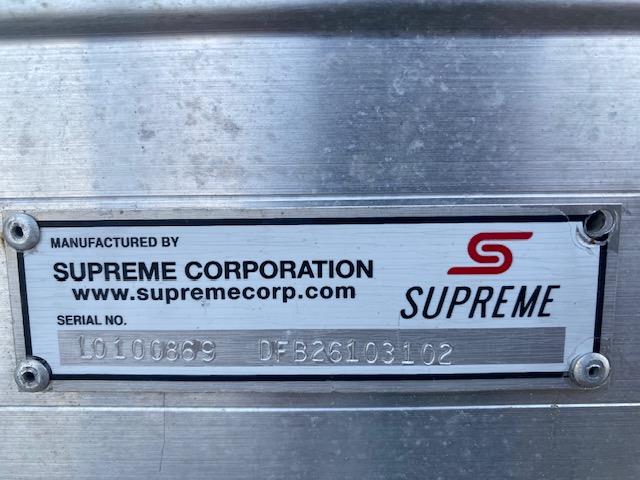 MANUFACTURED BY
SUPREME CORPORATION
www.supremecorp.com
SUPREME
SERIAL NO.
L0100869 DFB26103102